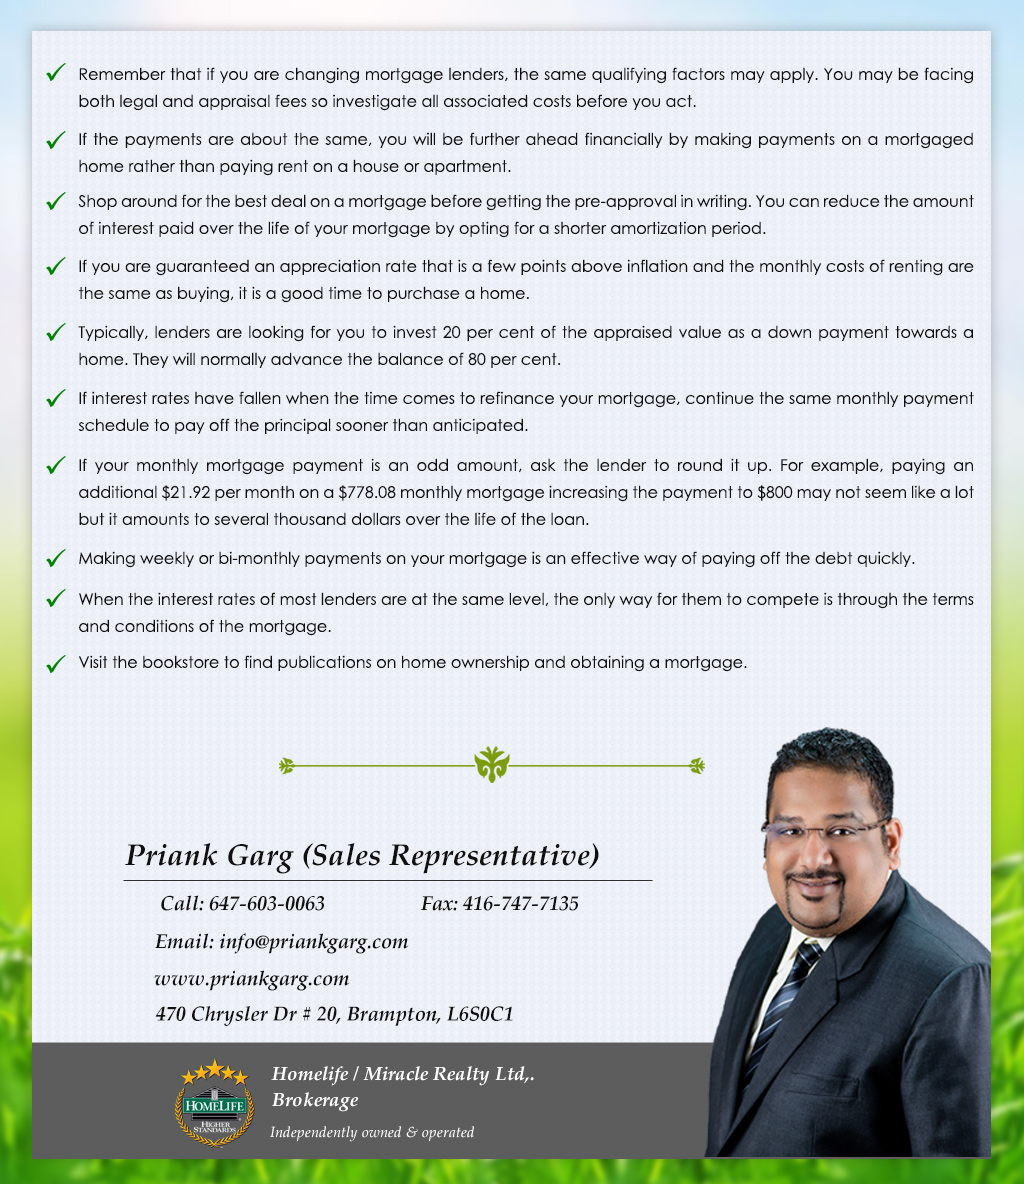 Remember that if you are changing mortgage lenders, the same qualifying factors may apply. You may be facing
both legal and appraisal fees so investigate all associated costs before you act.
If the payments are about the same, you will be further ahead financially by making payments on a mortgaged
home rather than paying rent on a house or apartment.
Shop around for the best deal on a mortgage before getting the pre-approval in writing. You can reduce the amount
of interest paid over the life of your mortgage by opting for a shorter amortization period.
If you are guaranteed an appreciation rate that is a few points above inflation and the monthly costs of renting are
the same as buying, it is a good time to purchase a home.
Typically, lenders are looking for you to invest 20 per cent of the appraised value as a down payment towards a
home. They will normally advance the balance of 80 per cent.
If interest rates have fallen when the time comes to refinance your mortgage, continue the same monthly payment
schedule to pay off the principal sooner than anticipated.
If your monthly mortgage payment is an odd amount, ask the lender to round it up. For example, paying an
additional $21.92 per month on a $778.08 monthly mortgage increasing the payment to $800 may not seem like a lot
but it amounts to several thousand dollars over the life of the loan.
Making weekly or bi-monthly payments on your mortgage is an effective way of paying off the debt quickly.
When the interest rates of most lenders are at the same level, the only way for them to compete is through the terms
and conditions of the mortgage.
Visit the bookstore to find publications on home ownership and obtaining a mortgage.
Priank Garg (Sales Representative)
Call: 647-603-0063 Fax: 416-747-7135
Email: info@priankgarg.com
www.priankgarg.com
470 Chrysler Dr # 20, Brampton, L6S0C1
Homelife / Miracle Realty Ltd,.
Brokerage
Independently owned & operated
HOMELIFE
HIGHER
STANDARDS